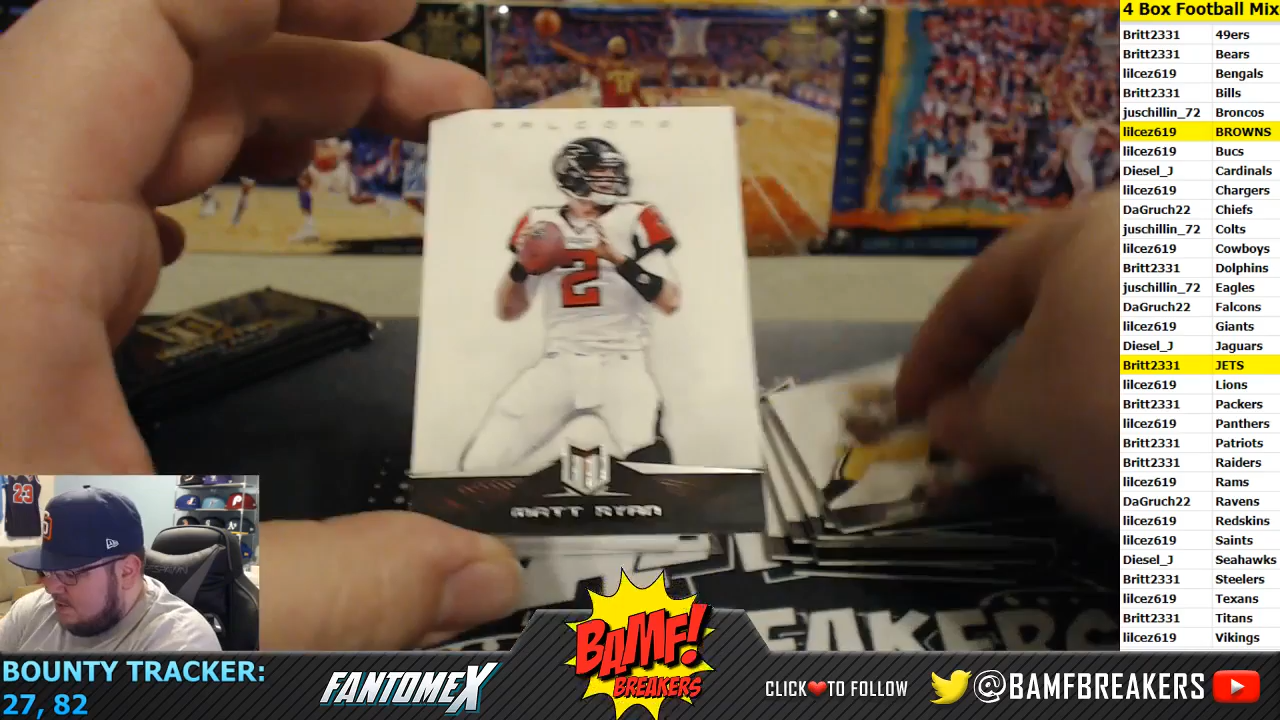 4 Box Football Mix
Britt2331 49ers
Britt2331 Bears
lilcez619 Bengals
Britt2331 Bills
juschillin_72 Broncos
lilcez619 BROWNS
lilcez619 Bucs
Diesel_J Cardinals
lilcez619 Chargers
DaGruch22 Chiefs
juschillin_72 Colts
lilcez619 Cowboys
Britt2331 Dolphins
juschillin_72 Eagles
DaGruch22 Falcons
lilcez619 Giants
Diesel_J Jaguars
Britt2331 JETS
lilcez619 Lions
Britt2331 Packers
lilcez619 Panthers
Britt2331 Patriots
Britt2331 Raiders
lilcez619 Rams
DaGruch22 Ravens
lilcez619 Redskins
lilcez619 Saints
Diesel_J Seahawks
Britt2331 Steelers
lilcez619 Texans
Britt2331 Titans
lilcez619 Vikings
FALCONS
2
MATT RYAN
23
BOUNTY TRACKER:
27, 82
FANTOMEX
BAMF!
BREAKERS
CLICK❤TO FOLLOW
@BAMFBREAKERS